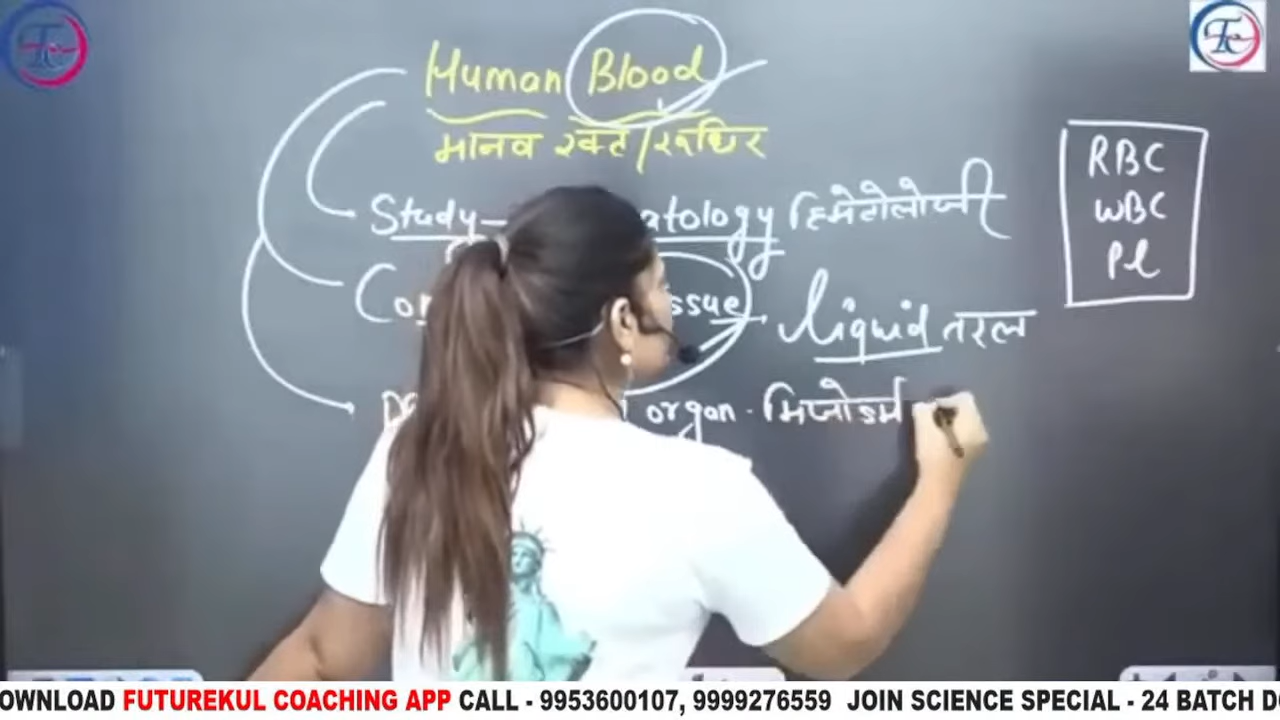 Human Blood
मानव रक्त/रुधिर
Study- atology हिमेटोलोजी
Co ssue liquid तरल
organ - मिजोडर्म
RBC
WBC
Pl
OWNLOAD FUTUREKUL COACHING APP CALL - 9953600107, 9999276559 JOIN SCIENCE SPECIAL - 24 BATCH D